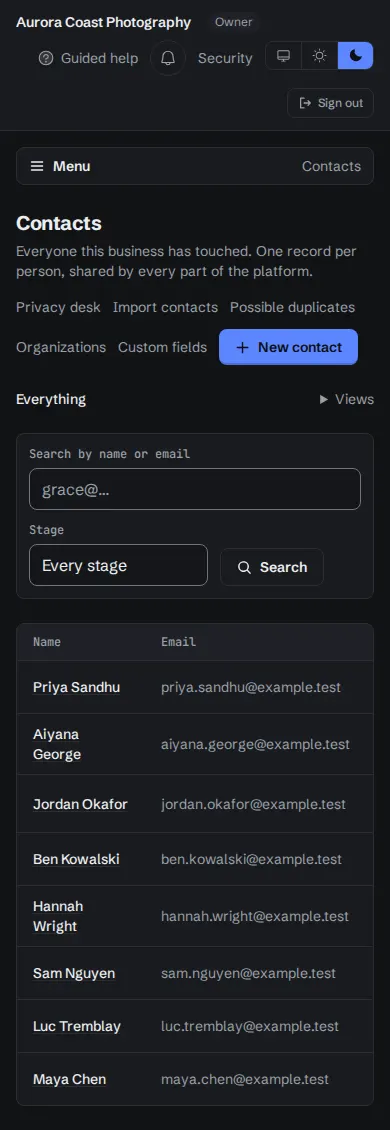 Aurora Coast Photography Owner
Guided help Security
Sign out
Menu Contacts
Contacts
Everyone this business has touched. One record per
person, shared by every part of the platform.
Privacy desk Import contacts Possible duplicates
Organizations Custom fields New contact
Everything Views
Search by name or email
grace@...
Stage
Every stage Search
Name Email
Priya Sandhu priya.sandhu@example.test
Aiyana
George aiyana.george@example.test
Jordan Okafor jordan.okafor@example.test
Ben Kowalski ben.kowalski@example.test
Hannah
Wright hannah.wright@example.test
Sam Nguyen sam.nguyen@example.test
Luc Tremblay luc.tremblay@example.test
Maya Chen maya.chen@example.test